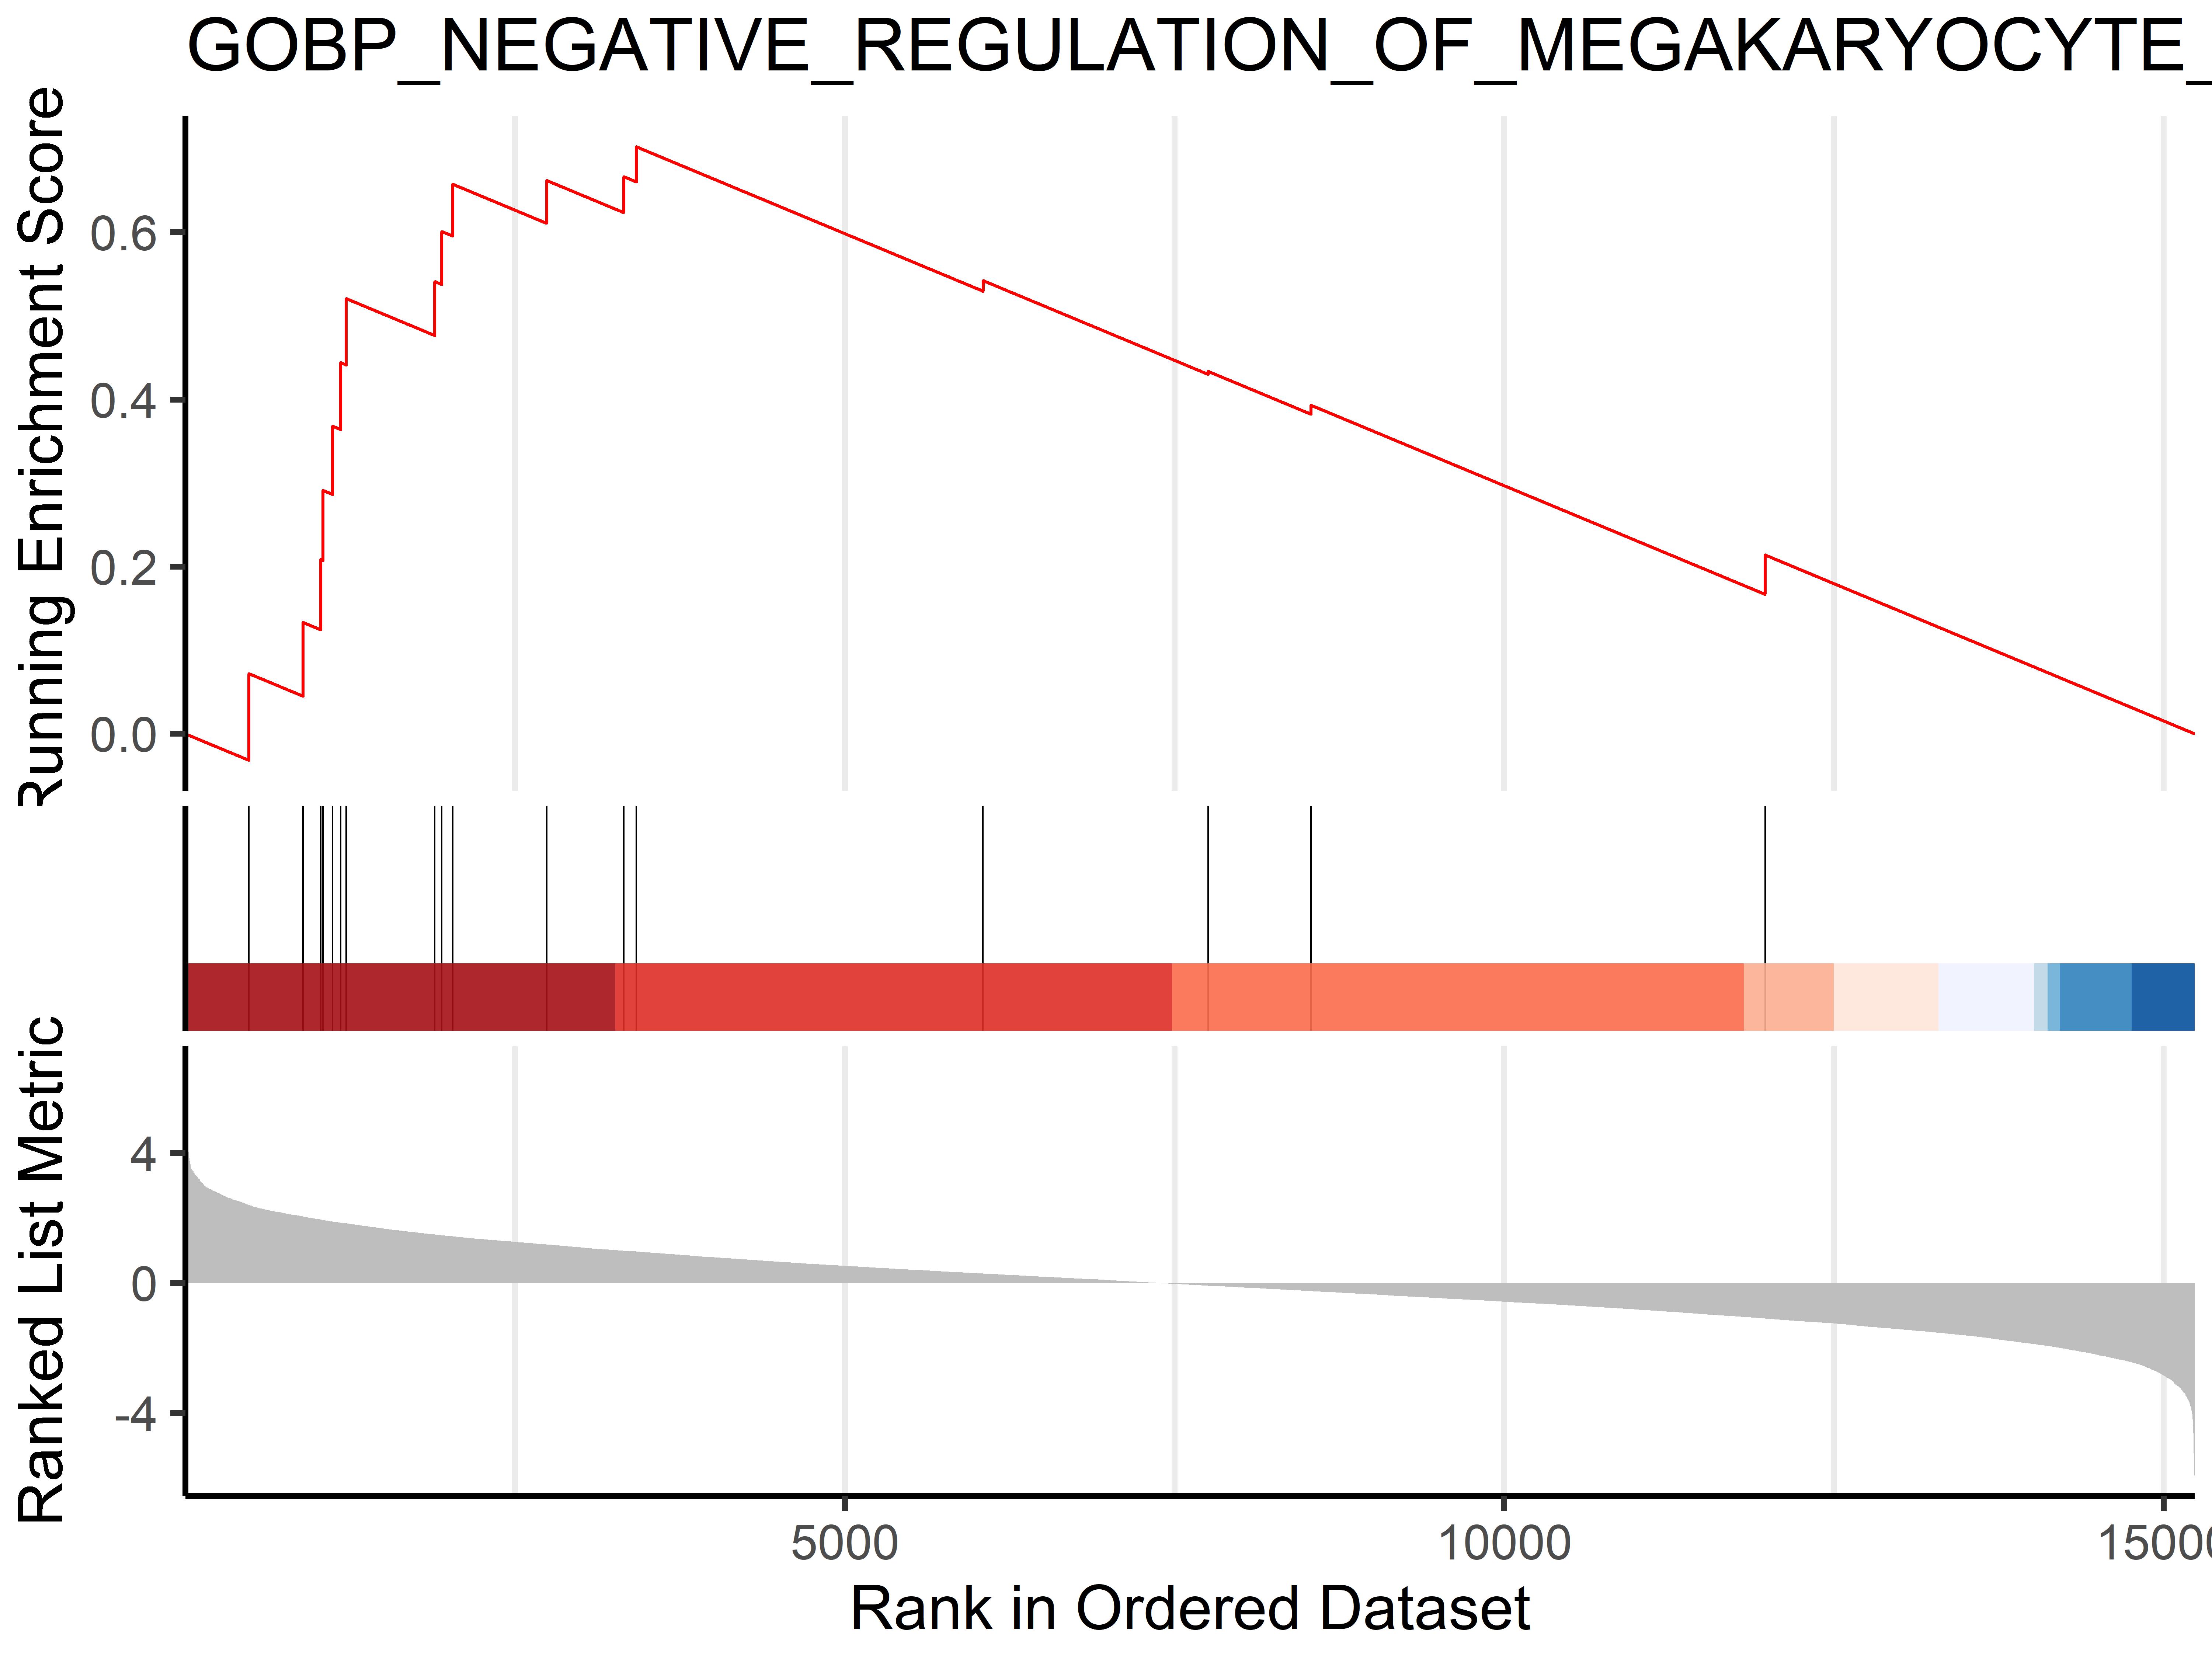 GOBP_NEGATIVE_REGULATION_OF_MEGAKARYOCYTE_
Running Enrichment Score
0.6
0.4
0.2
0.0
Ranked List Metric
4
0
-4
5000
10000
15000
Rank in Ordered Dataset